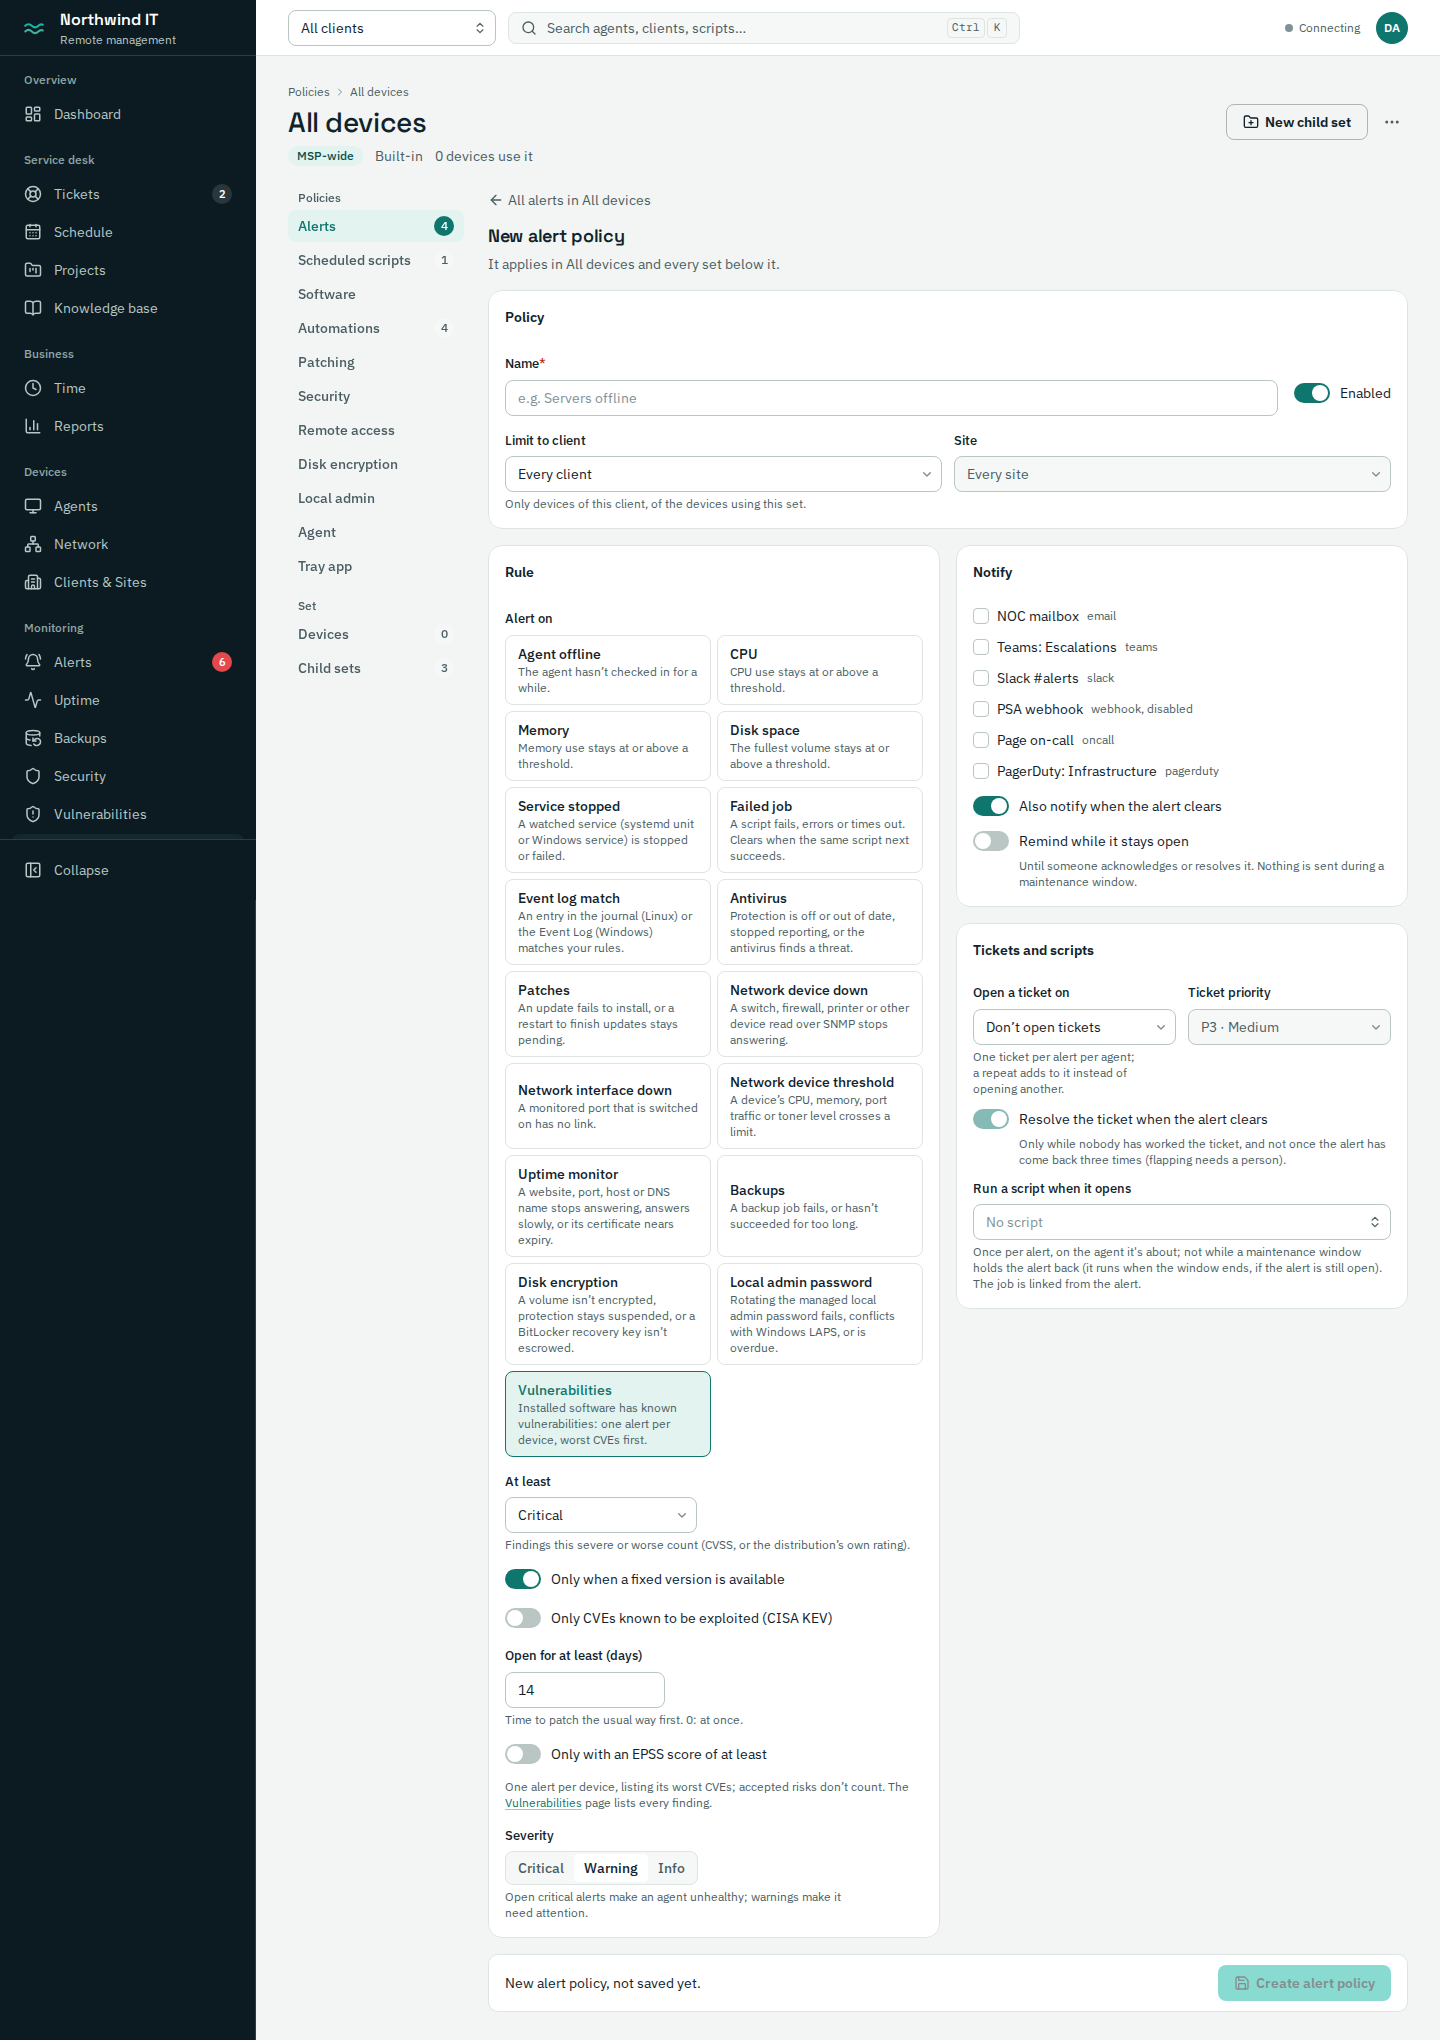 Northwind IT
Remote management
Overview
Dashboard
Service desk
Tickets 2
Schedule
Projects
Knowledge base
Business
Time
Reports
Devices
Agents
Network
Clients & Sites
Monitoring
Alerts 6
Uptime
Backups
Security
Vulnerabilities
Collapse
All clients
Search agents, clients, scripts... Ctrl K
Connecting
DA
Policies > All devices
All devices
MSP-wide Built-in 0 devices use it
New child set
Policies
Alerts 4
Scheduled scripts 1
Software
Automations 4
Patching
Security
Remote access
Disk encryption
Local admin
Agent
Tray app
Set
Devices 0
Child sets 3
All alerts in All devices
New alert policy
It applies in All devices and every set below it.
Policy
Name*
e.g. Servers offline
Enabled
Limit to client
Every client
Only devices of this client, of the devices using this set.
Site
Every site
Rule
Alert on
Agent offline
The agent hasn’t checked in for a
while.
CPU
CPU use stays at or above a
threshold.
Memory
Memory use stays at or above a
threshold.
Disk space
The fullest volume stays at or
above a threshold.
Service stopped
A watched service (systemd unit
or Windows service) is stopped
or failed.
Failed job
A script fails, errors or times out.
Clears when the same script next
succeeds.
Event log match
An entry in the journal (Linux) or
the Event Log (Windows)
matches your rules.
Antivirus
Protection is off or out of date,
stopped reporting, or the
antivirus finds a threat.
Patches
An update fails to install, or a
restart to finish updates stays
pending.
Network device down
A switch, firewall, printer or other
device read over SNMP stops
answering.
Network interface down
A monitored port that is switched
on has no link.
Network device threshold
A device’s CPU, memory, port
traffic or toner level crosses a
limit.
Uptime monitor
A website, port, host or DNS
name stops answering, answers
slowly, or its certificate nears
expiry.
Backups
A backup job fails, or hasn’t
succeeded for too long.
Disk encryption
A volume isn’t encrypted,
protection stays suspended, or a
BitLocker recovery key isn’t
escrowed.
Local admin password
Rotating the managed local
admin password fails, conflicts
with Windows LAPS, or is
overdue.
Vulnerabilities
Installed software has known
vulnerabilities: one alert per
device, worst CVEs first.
At least
Critical
Findings this severe or worse count (CVSS, or the distribution’s own rating).
Only when a fixed version is available
Only CVEs known to be exploited (CISA KEV)
Open for at least (days)
14
Time to patch the usual way first. 0: at once.
Only with an EPSS score of at least
One alert per device, listing its worst CVEs; accepted risks don’t count. The
Vulnerabilities page lists every finding.
Severity
Critical Warning Info
Open critical alerts make an agent unhealthy; warnings make it
need attention.
Notify
NOC mailbox email
Teams: Escalations teams
Slack #alerts slack
PSA webhook webhook, disabled
Page on-call oncall
PagerDuty: Infrastructure pagerduty
Also notify when the alert clears
Remind while it stays open
Until someone acknowledges or resolves it. Nothing is sent during a
maintenance window.
Tickets and scripts
Open a ticket on
Don’t open tickets
One ticket per alert per agent;
a repeat adds to it instead of
opening another.
Ticket priority
P3 · Medium
Resolve the ticket when the alert clears
Only while nobody has worked the ticket, and not once the alert has
come back three times (flapping needs a person).
Run a script when it opens
No script
Once per alert, on the agent it's about; not while a maintenance window
holds the alert back (it runs when the window ends, if the alert is still open).
The job is linked from the alert.
New alert policy, not saved yet.
Create alert policy